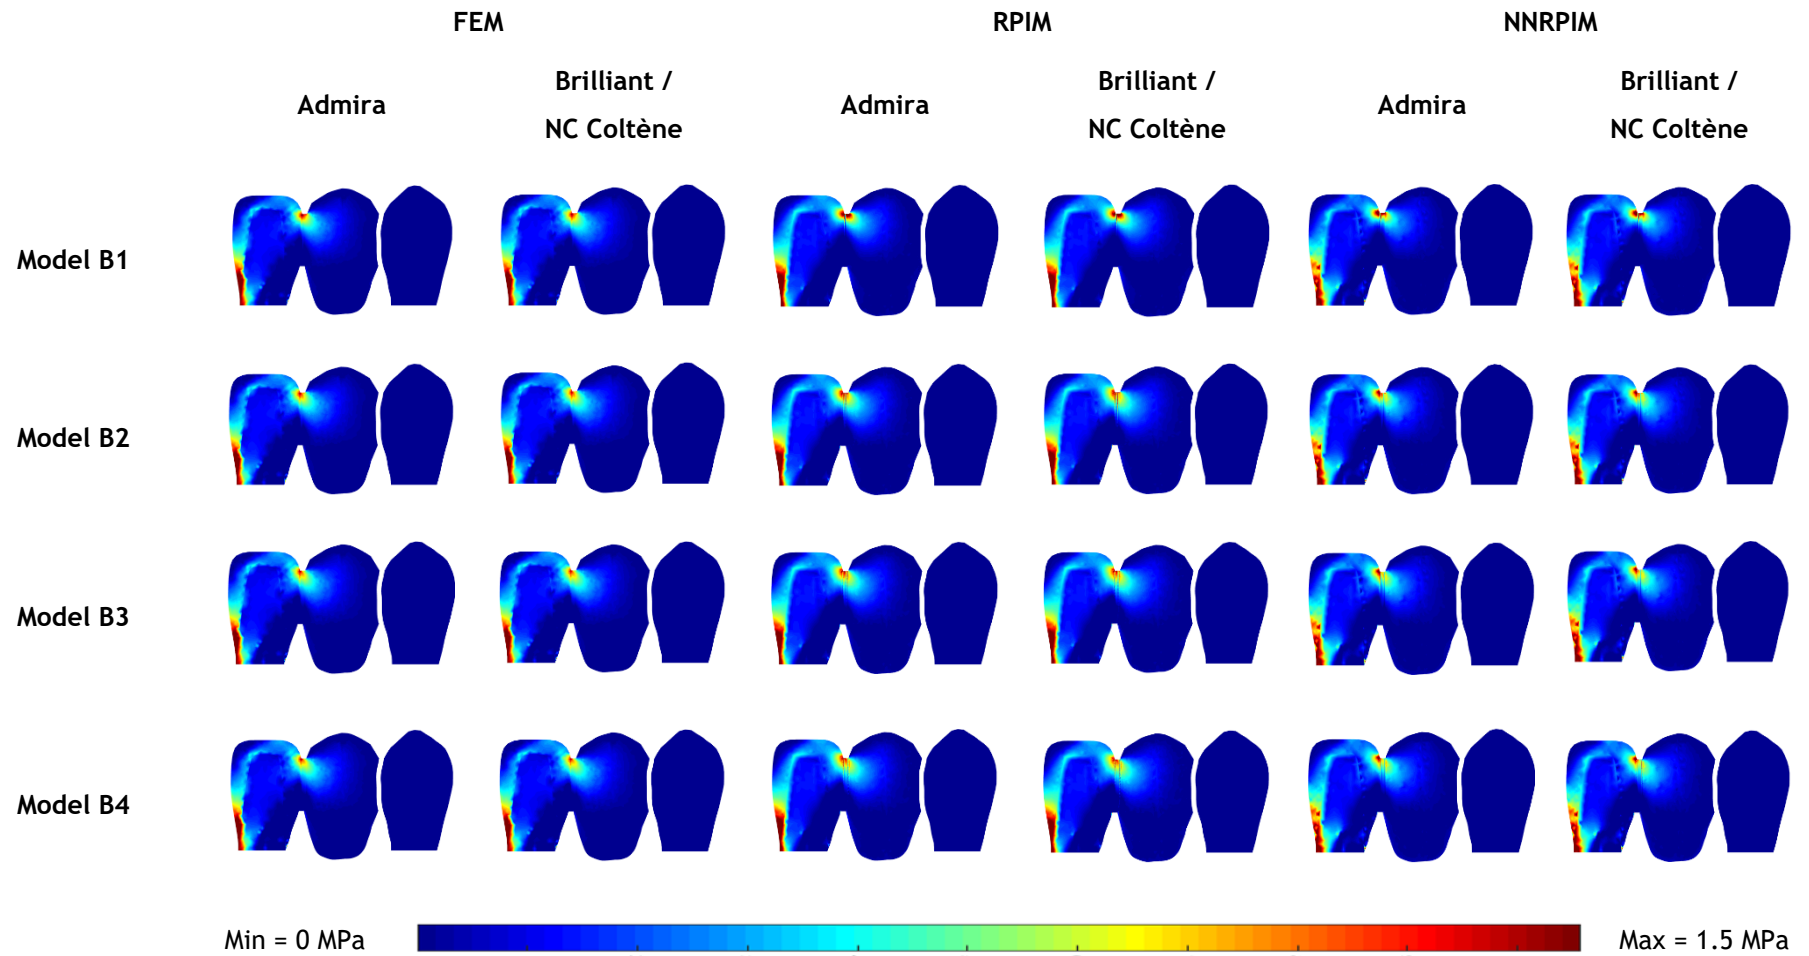 FEM RPIM NNRPIM
Admira Brilliant / Admira Brilliant / Admira Brilliant /
NC Coltène NC Coltène NC Coltène
Model B1
Model B2
Model B3
Model B4
Min = 0 MPa Max = 1.5 MPa